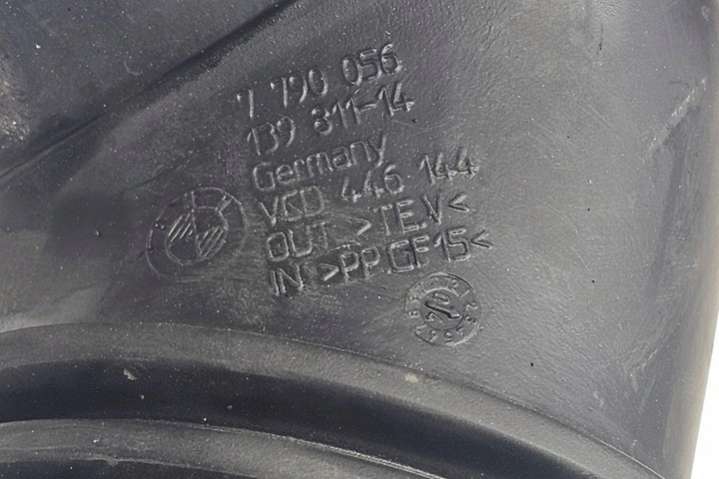 7 790 056
139 811-14
Germany
VCD 446 144
OUT >TEV<
IN >PP.GF15<